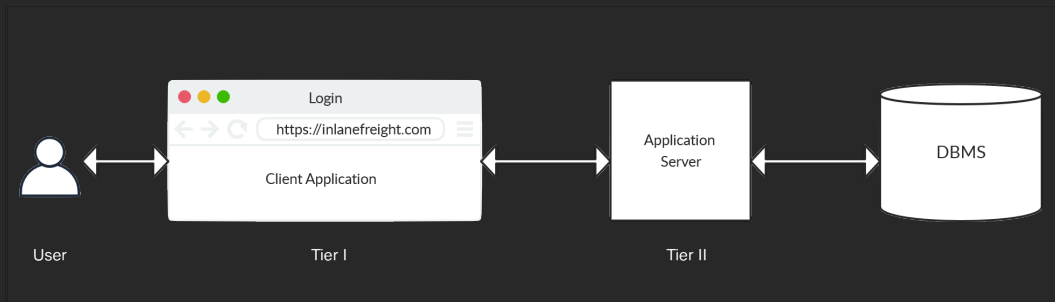 Login
https://inlanefreight.com
Client Application
Application
Server
DBMS
User
Tier I
Tier II